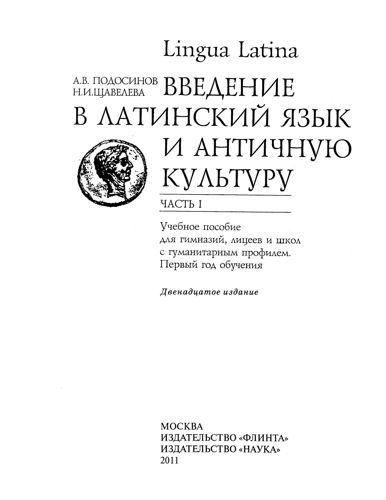 Lingua Latina
А.В. ПОДОСИНОВ
Н.И.ЩАВЕЛЕВА
ВВЕДЕНИЕ
В ЛАТИНСКИЙ ЯЗЫК
И АНТИЧНУЮ
КУЛЬТУРУ
ЧАСТЬ I
Учебное пособие
для гимназий, лицеев и школ
с гуманитарным профилем.
Первый год обучения
Двенадцатое издание
МОСКВА
ИЗДАТЕЛЬСТВО «ФЛИНТА»
ИЗДАТЕЛЬСТВО «НАУКА»
2011